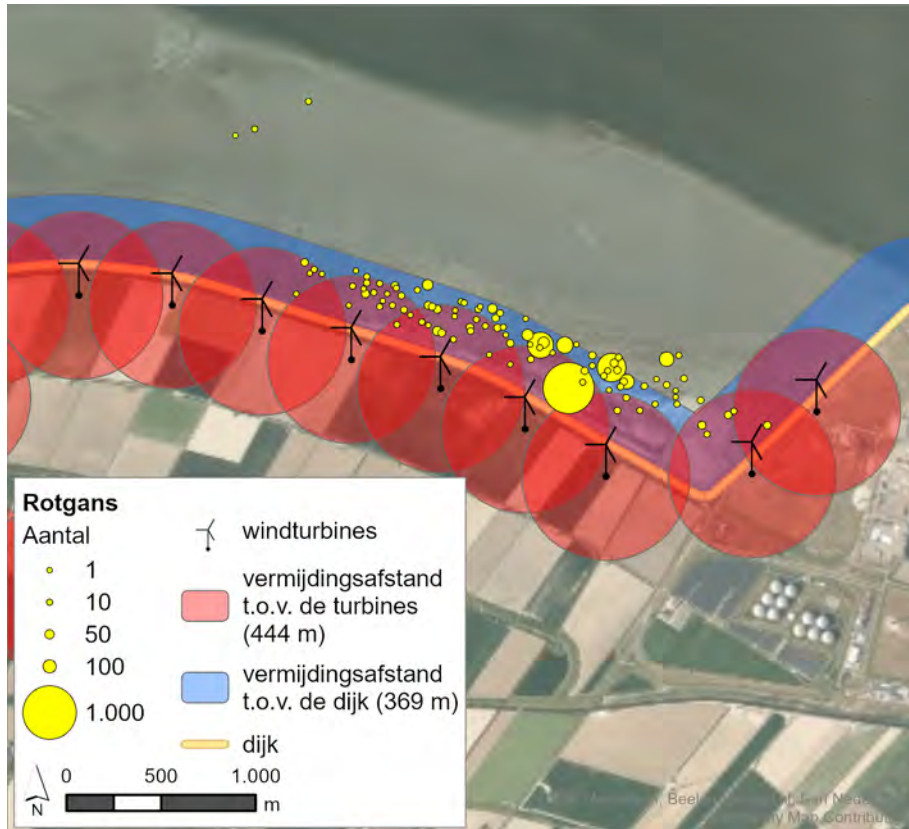 Rotgans
Aantal
1
10
50
100
1.000
windturbines
vermijdingsafstand
t.o.v. de turbines
(444 m)
vermijdingsafstand
t.o.v. de dijk (369 m)
dijk
0 500 1.000
m
N